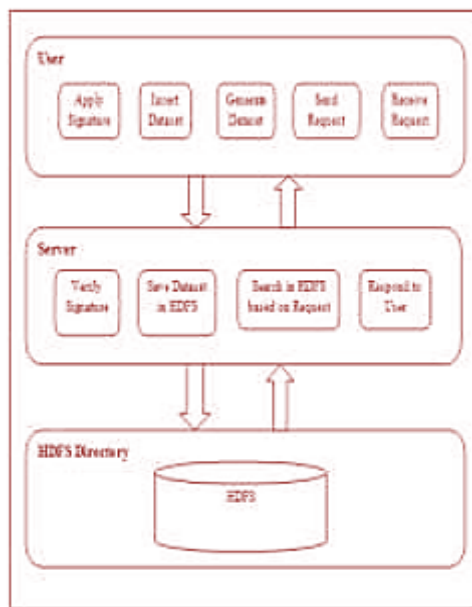 User
Apply
Signature
Insert
Dataset
Generate
Dataset
Send
Request
Receive
Request
Server
Verify
Signature
Save Dataset
in HDFS
Search in HDFS
based on Request
Respond to
User
HDFS Directory
HDFS